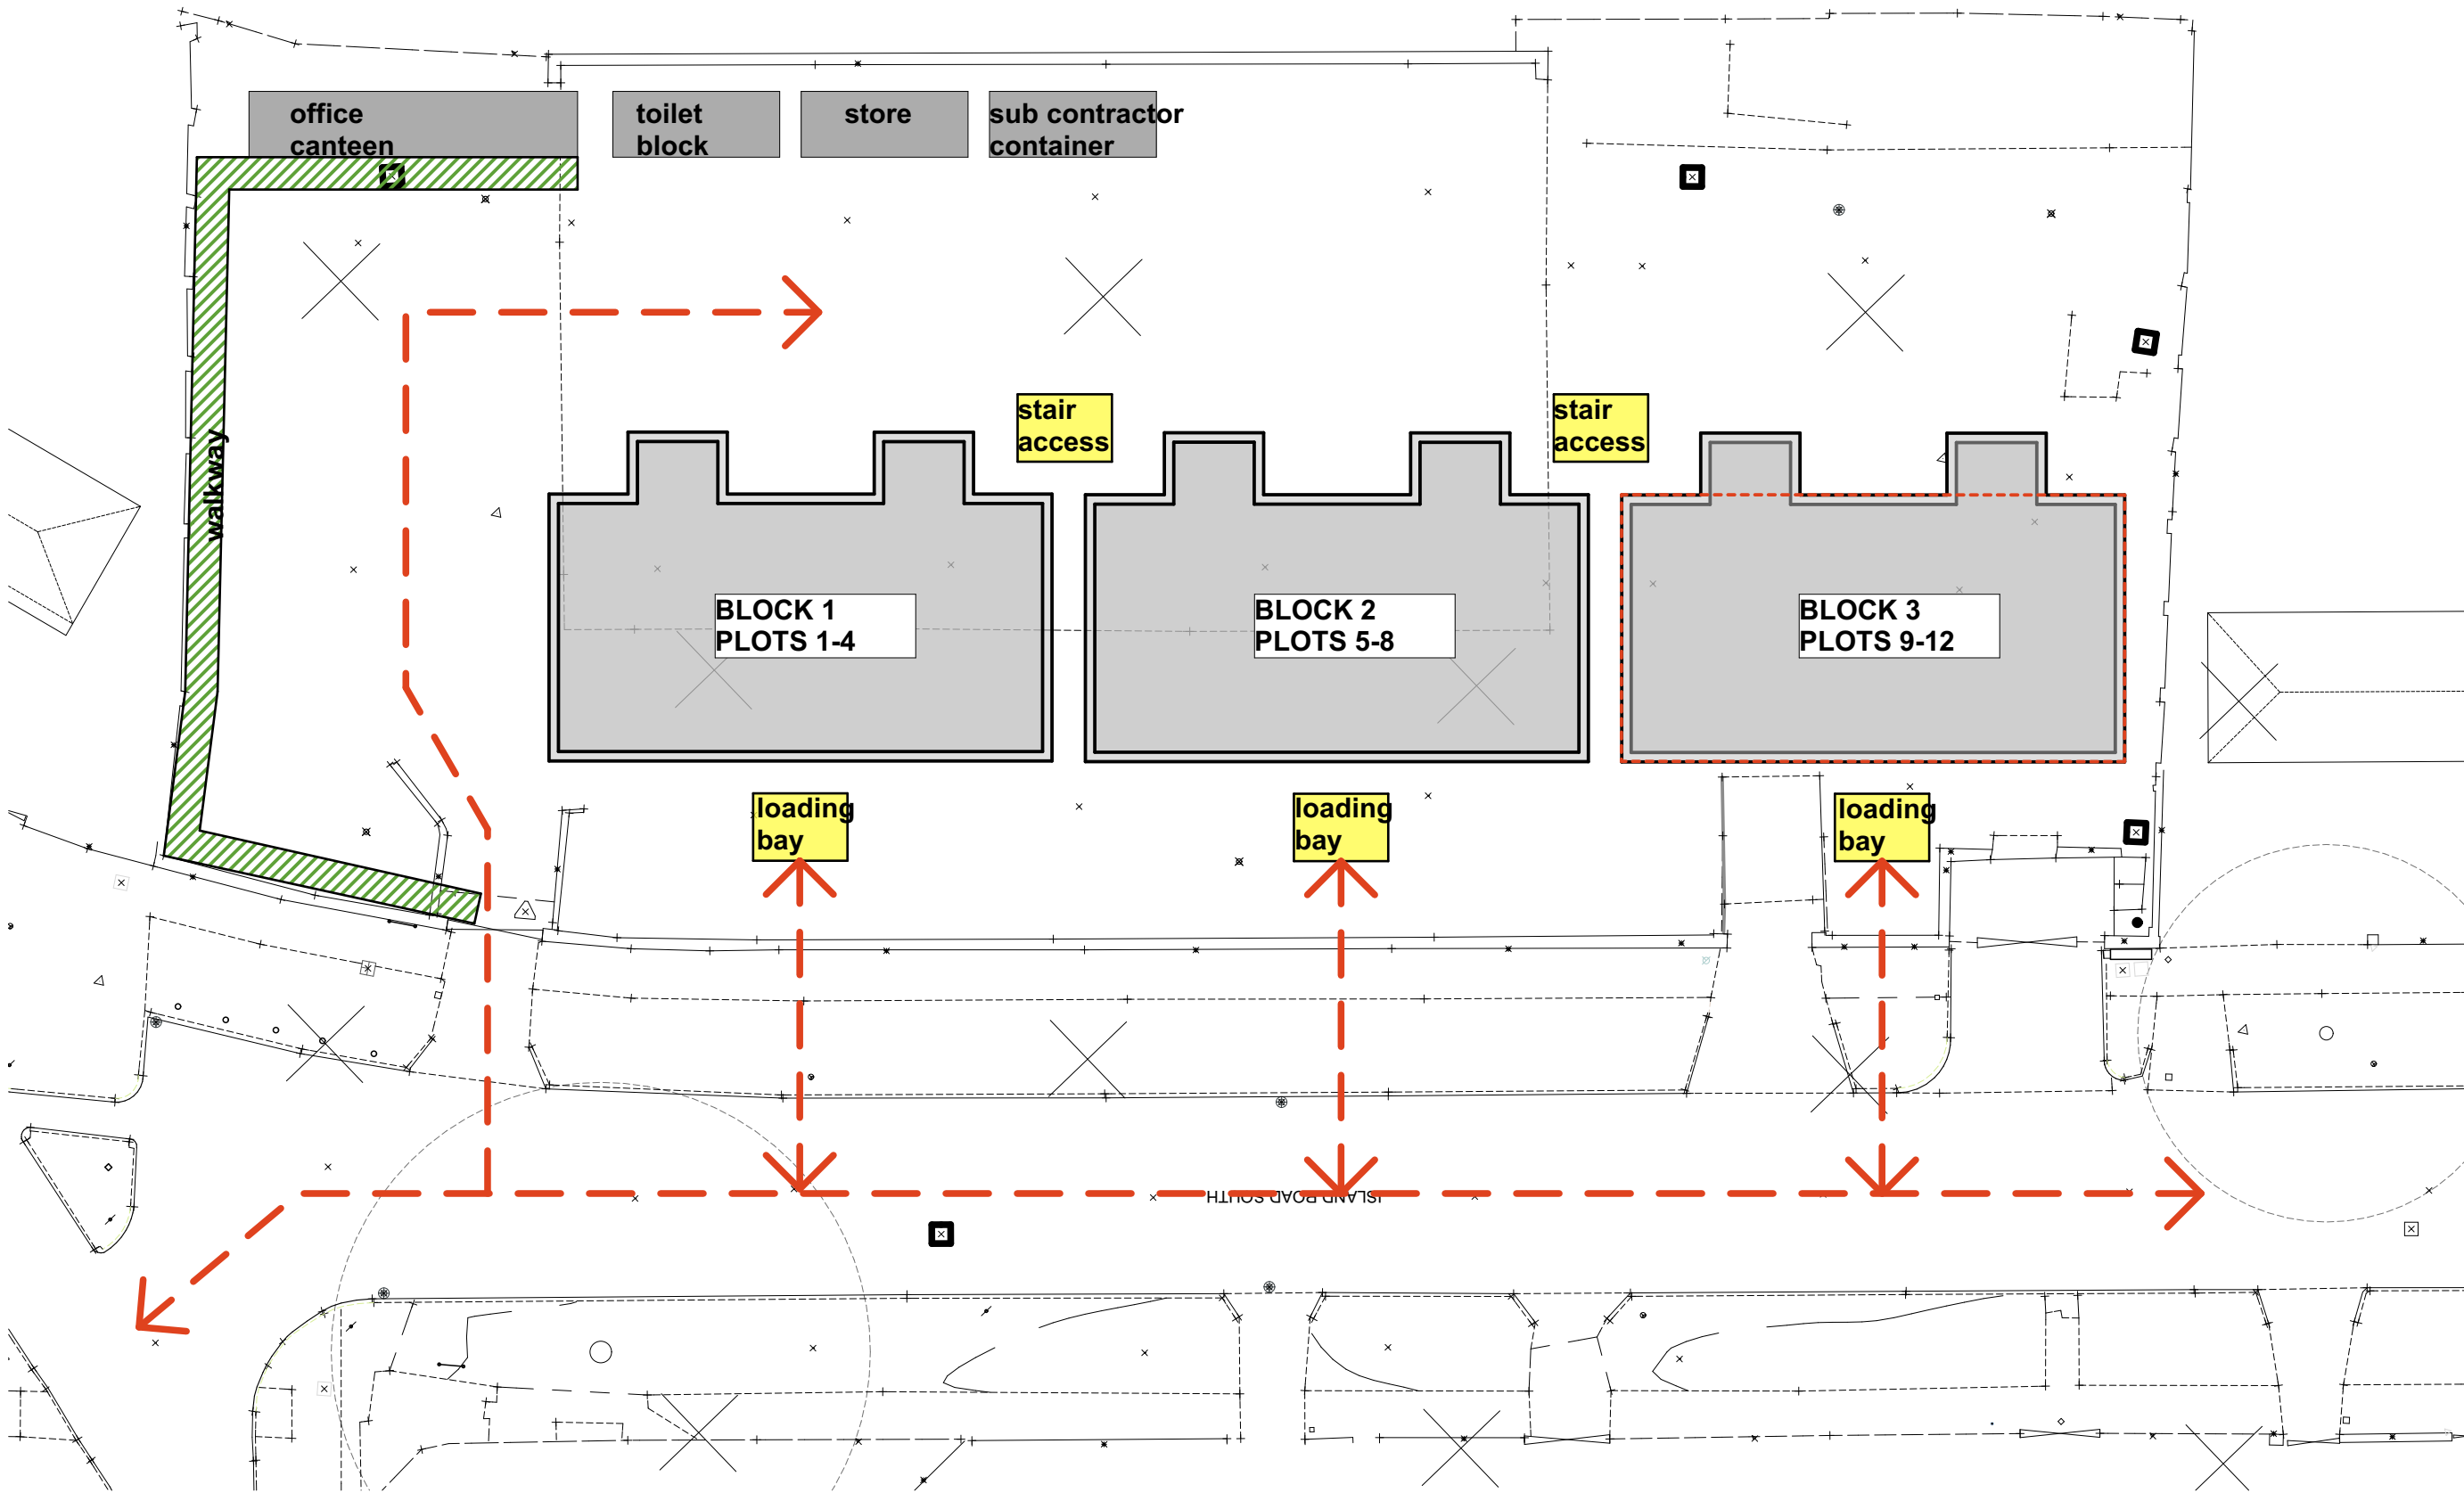 office
canteen
toilet
block
store
sub contractor
container
walkway
stair
access
stair
access
BLOCK 1
PLOTS 1-4
BLOCK 2
PLOTS 5-8
BLOCK 3
PLOTS 9-12
loading
bay
loading
bay
loading
bay
ISLAND ROAD SOUTH